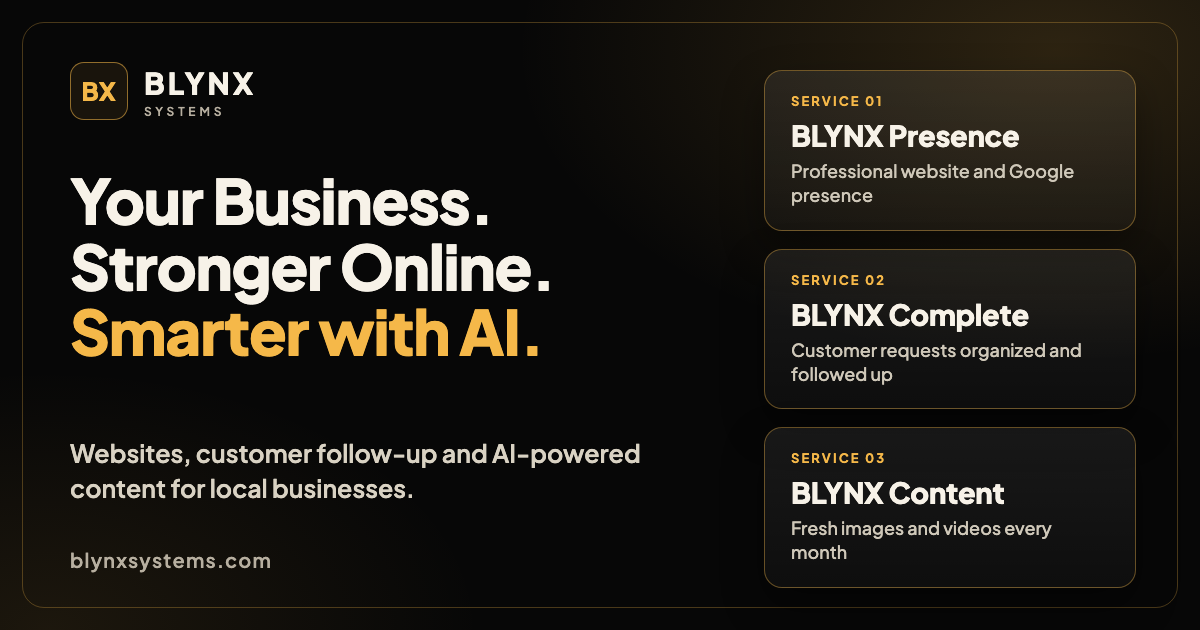 BX
BLYNX
SYSTEMS
Your Business.
Stronger Online.
Smarter with AI.
Websites, customer follow-up and AI-powered
content for local businesses.
blynxsystems.com
SERVICE 01
BLYNX Presence
Professional website and Google
presence
SERVICE 02
BLYNX Complete
Customer requests organized and
followed up
SERVICE 03
BLYNX Content
Fresh images and videos every
month